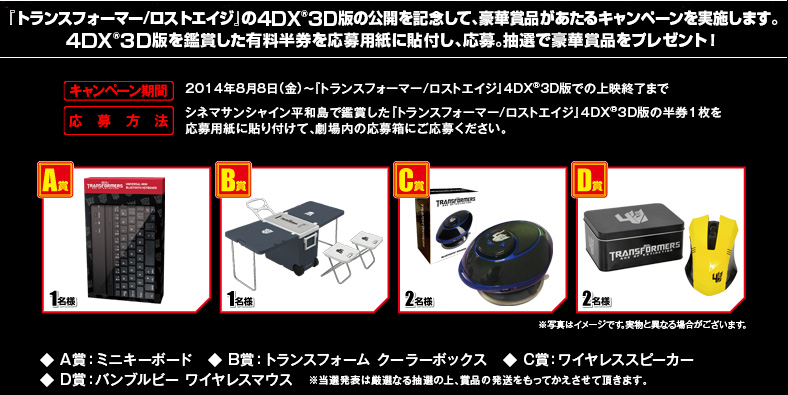 『トランスフォーマー/ロストエイジ』の4DX®3D版の公開を記念して、豪華賞品があたるキャンペーンを実施します。
4DX®3D版を鑑賞した有料半券を応募用紙に貼付し、応募。抽選で豪華賞品をプレゼント!
キャンペーン期間
2014年8月8日(金)~『トランスフォーマー/ロストエイジ』4DX®3D版での上映終了まで
応募方法
シネマサンシャイン平和島で鑑賞した『トランスフォーマー/ロストエイジ』4DX®3D版の半券1枚を
応募用紙に貼り付けて、劇場内の応募箱にご応募ください。
A賞
TRANSFORMERS
1名様
B賞
1名様
C賞
TRANSFORMERS
2名様
D賞
TRANSFORMERS
AGE OF EXTINCTION
2名様
※写真はイメージです。実物と異なる場合がございます。
◆ A賞:ミニキーボード ◆ B賞:トランスフォーム クーラーボックス ◆ C賞:ワイヤレススピーカー
◆ D賞:バンブルビー ワイヤレスマウス ※当選発表は厳選なる抽選の上、賞品の発送をもってかえさせて頂きます。